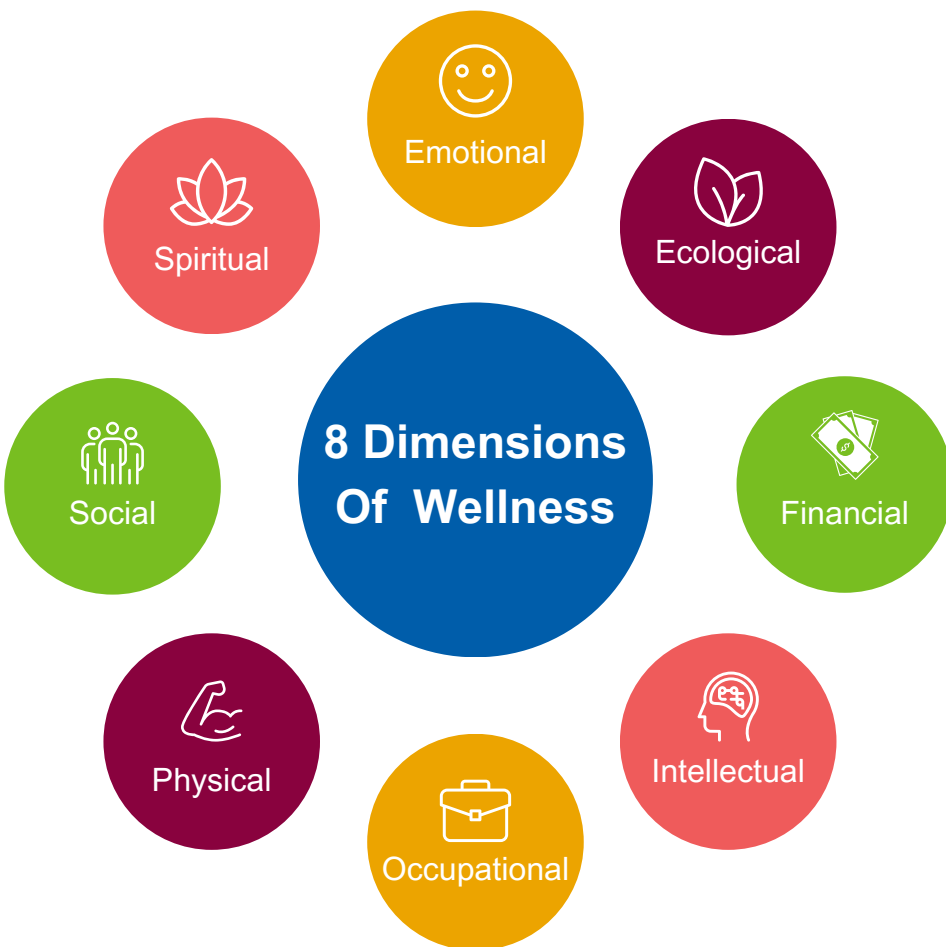 Emotional
Ecological
Spiritual
8 Dimensions
Of  Wellness
Social
Financial
Physical
Intellectual
Occupational